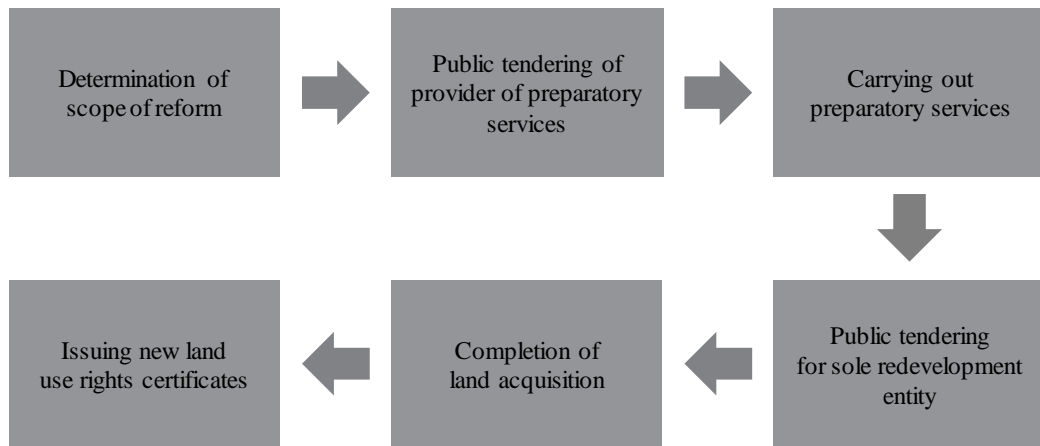 Determination of
scope of reform
Public tendering of
provider of preparatory
services
Carrying out
preparatory services
Public tendering
for sole redevelopment
entity
Completion of
land acquisition
Issuing new land
use rights certificates